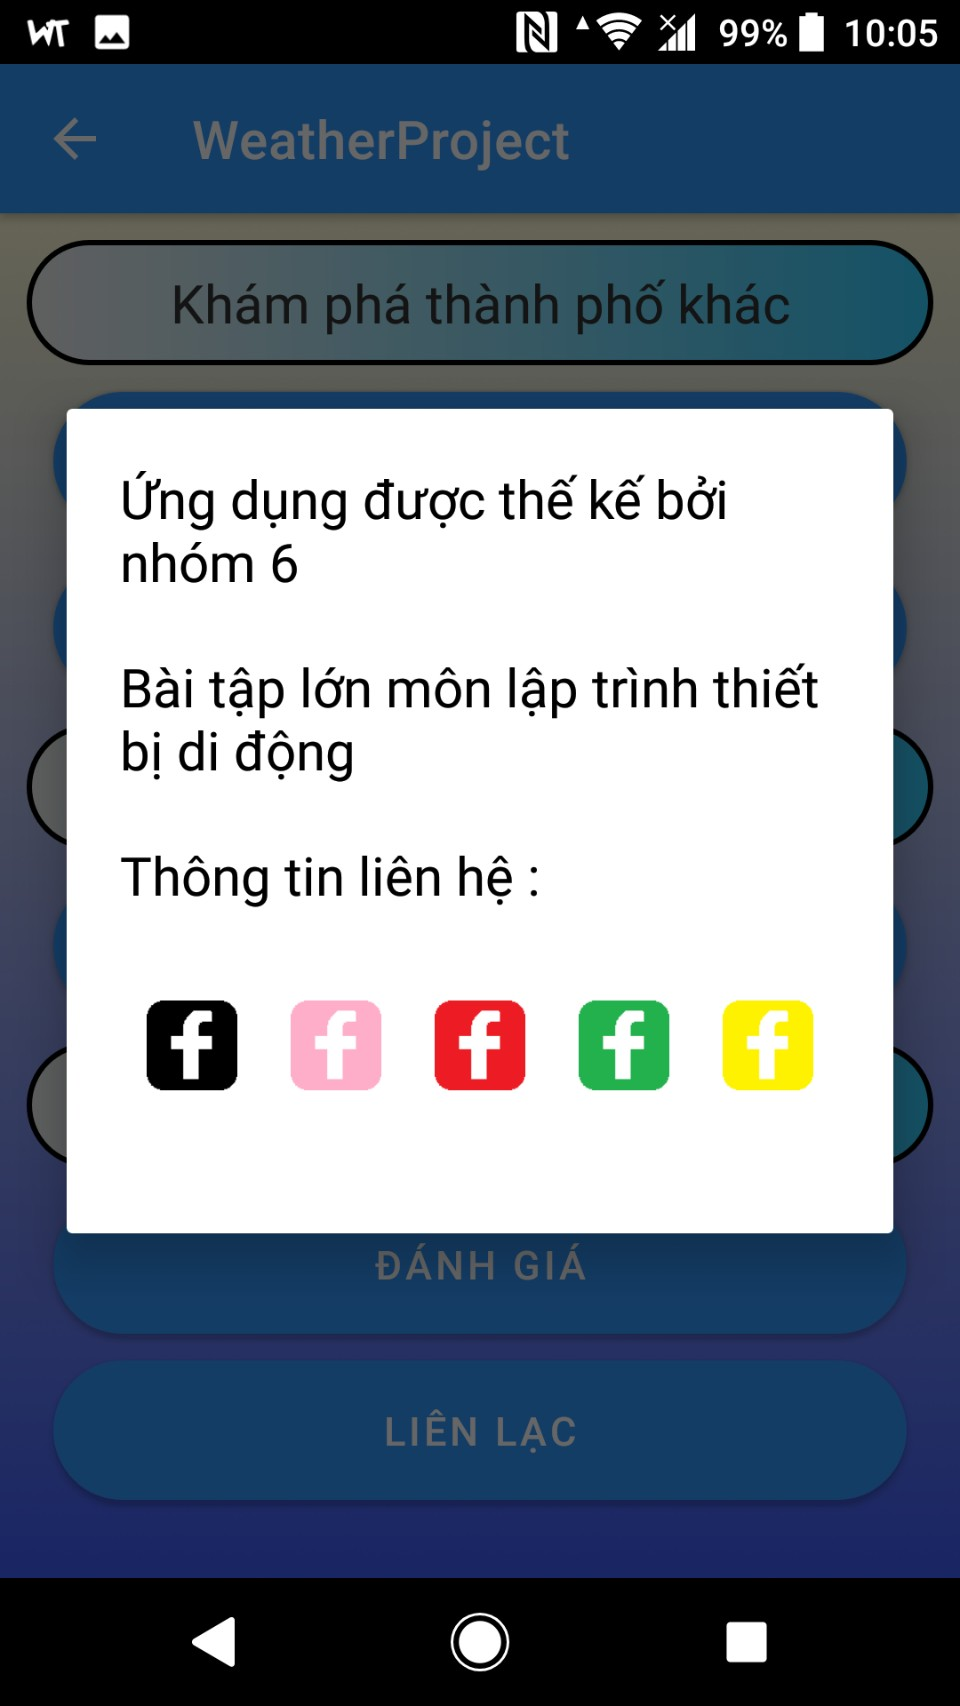 99% 10:05
WeatherProject
Khám phá thành phố khác
Ứng dụng được thế kế bởi
nhóm 6
Bài tập lớn môn lập trình thiết
bị di động
Thông tin liên hệ :
f f f f f
ĐÁNH GIÁ
LIÊN LẠC